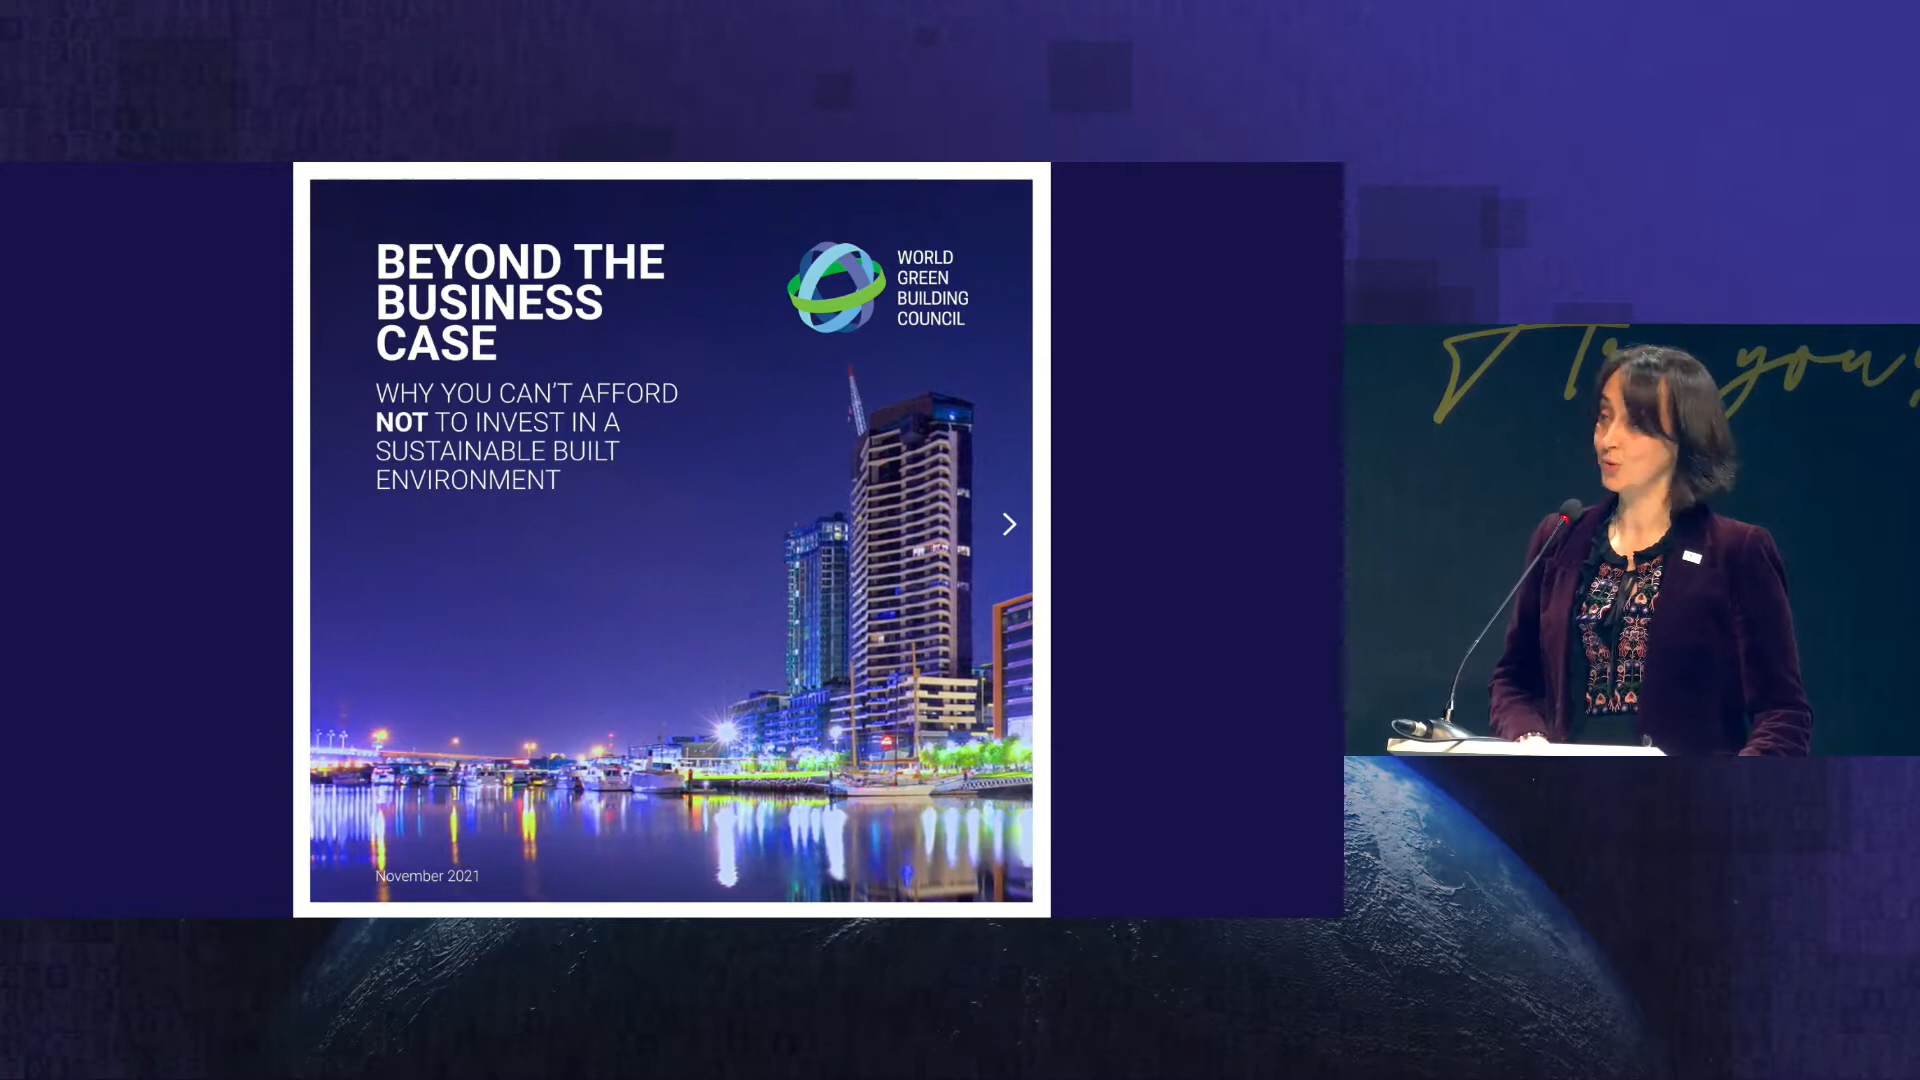 BEYOND THE
BUSINESS
CASE
WHY YOU CAN'T AFFORD
NOT TO INVEST IN A
SUSTAINABLE BUILT
ENVIRONMENT
WORLD
GREEN
BUILDING
COUNCIL
November 2021
you